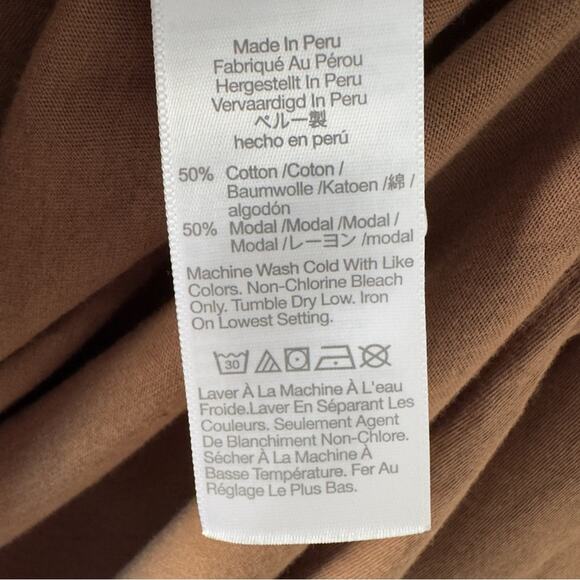 Made In Peru
Fabriqué Au Pérou
Hergestellt In Peru
Vervaardigd In Peru
ペルー製
hecho en perú
50% Cotton /Coton /
Baumwolle /Katoen /綿 /
algodón
50% Modal /Modal /Modal /
Modal /レーヨン /modal
Machine Wash Cold With Like
Colors. Non-Chlorine Bleach
Only. Tumble Dry Low. Iron
On Lowest Setting.
30
Laver À La Machine À L'eau
Froide.Laver En Séparant Les
Couleurs. Seulement Agent
De Blanchiment Non-Chlore.
Sécher À La Machine À
Basse Température. Fer Au
Réglage Le Plus Bas.